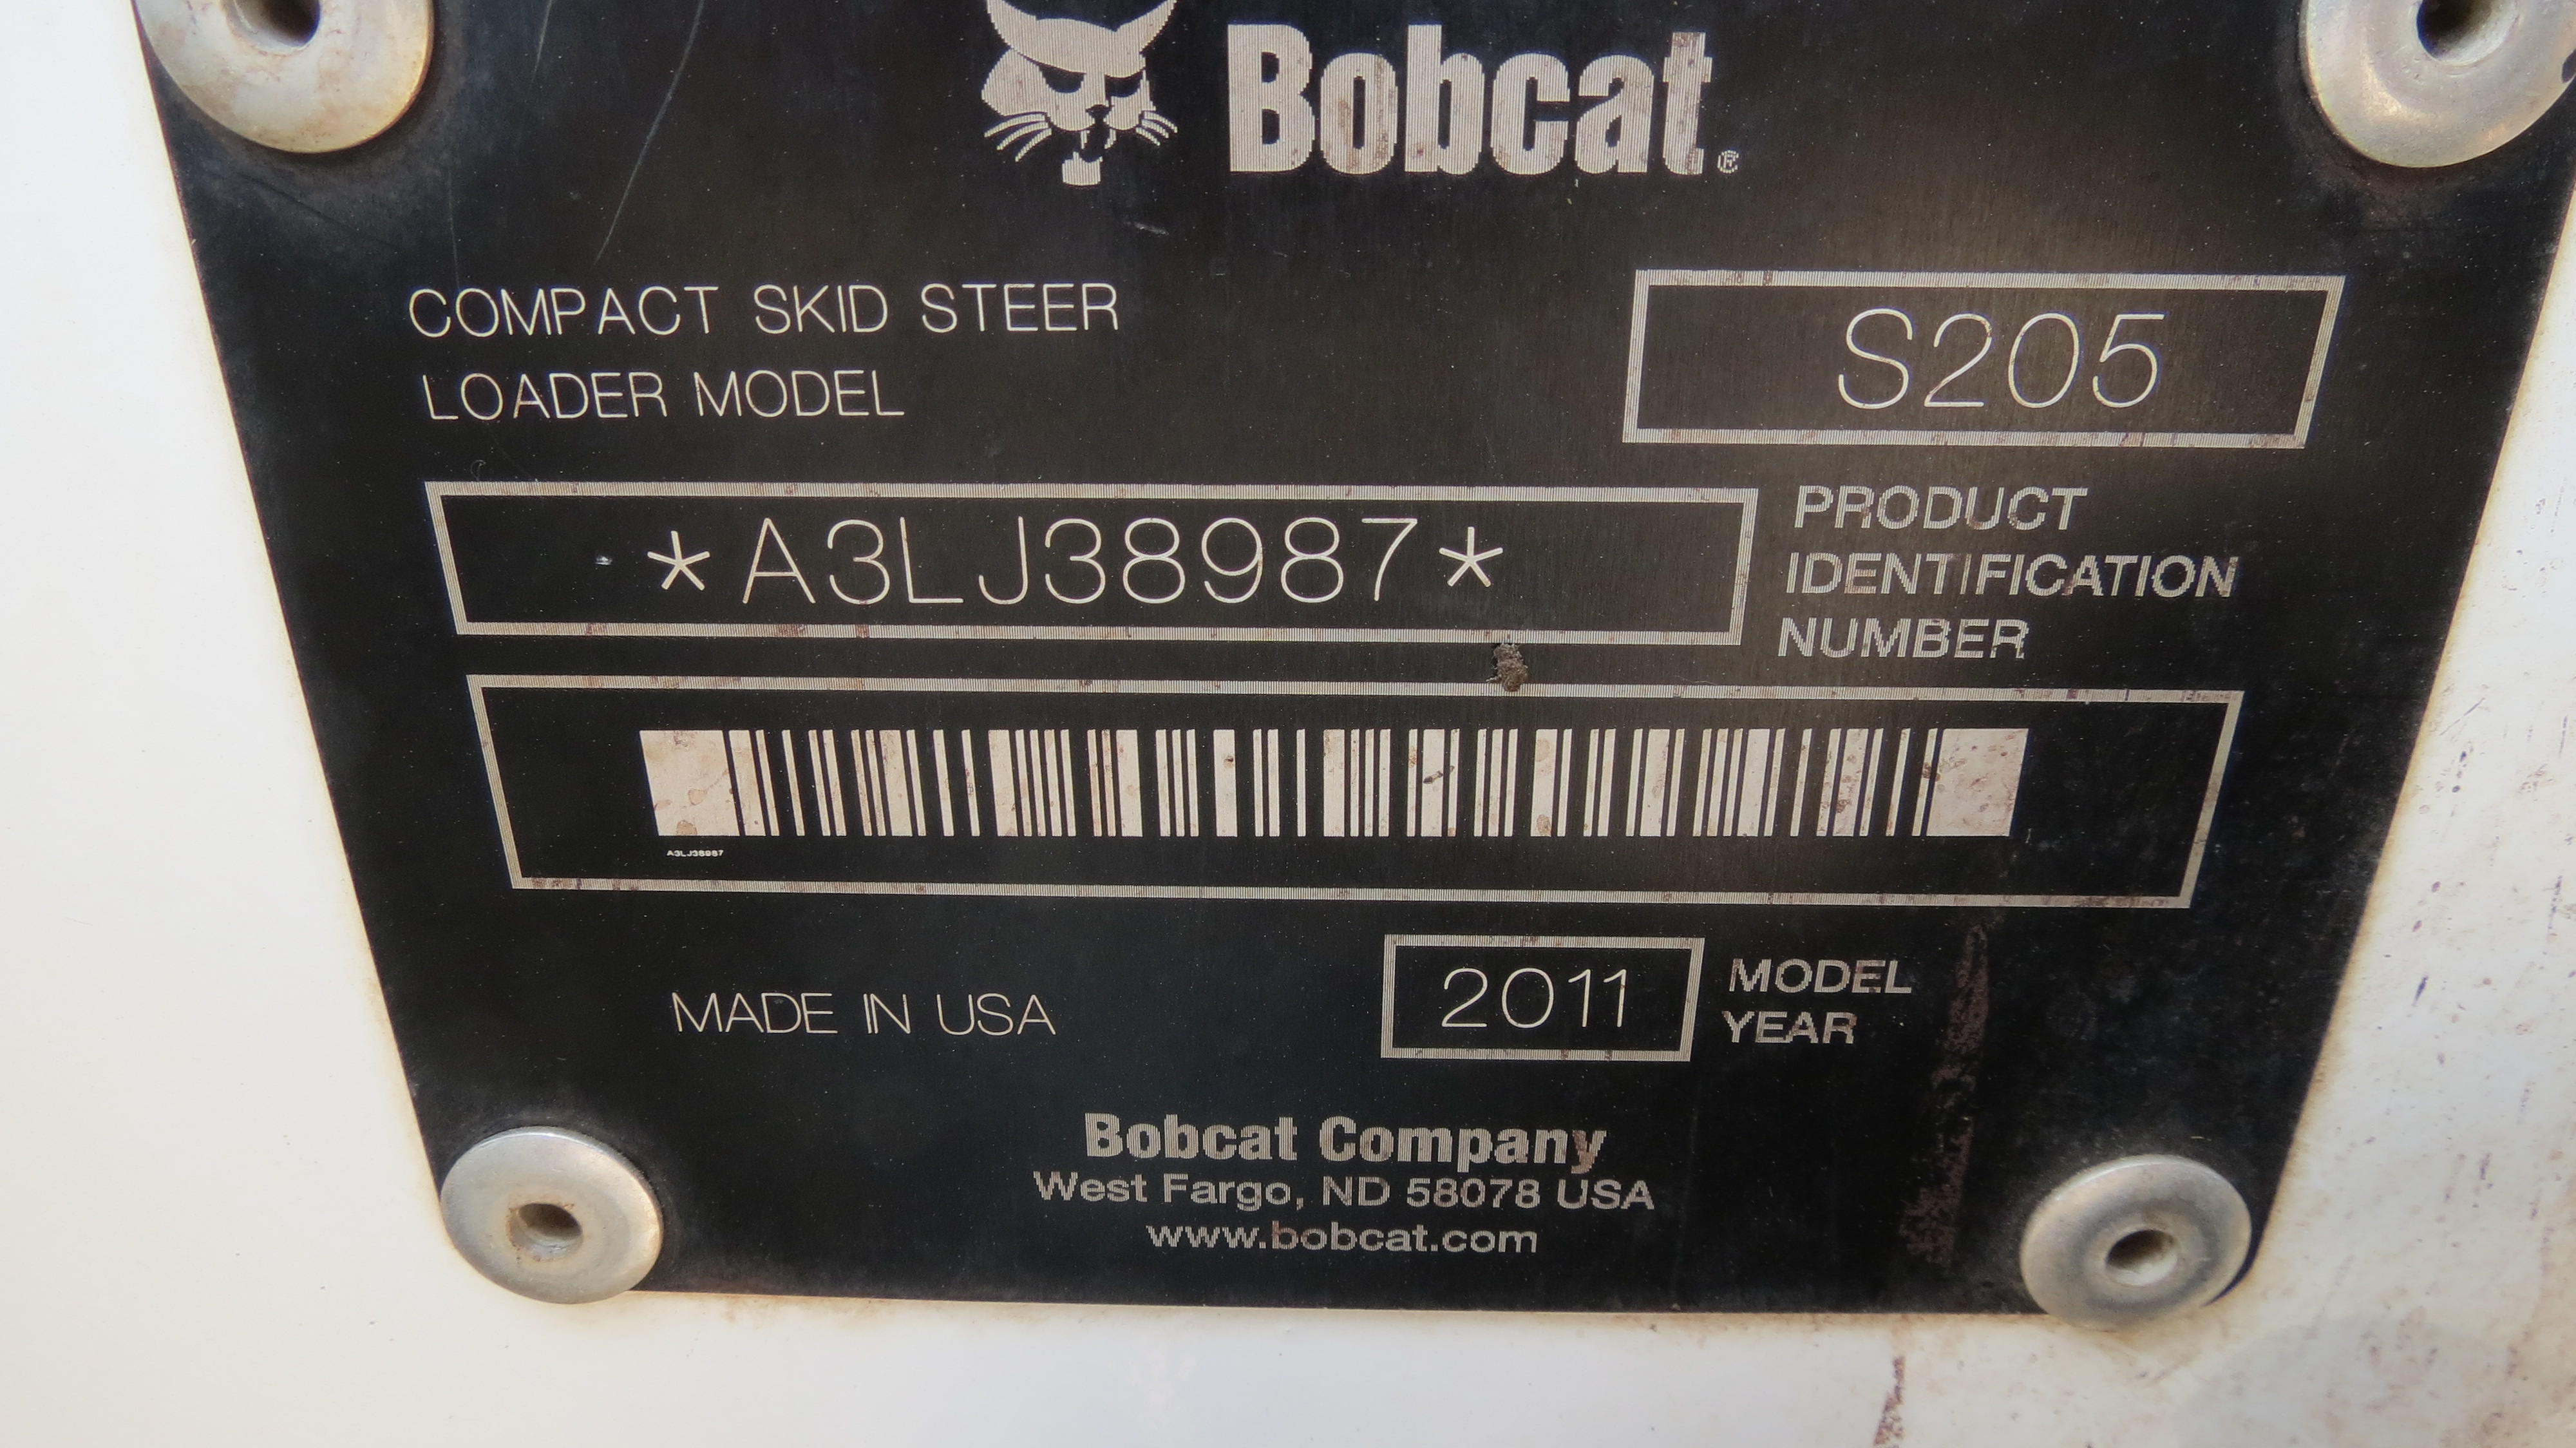 Bobcat®
COMPACT SKID STEER
LOADER MODEL
S205
*A3LJ38987*
PRODUCT
IDENTIFICATION
NUMBER
A3LJ38987
MADE IN USA
2011
MODEL
YEAR
Bobcat Company
West Fargo, ND 58078 USA
www.bobcat.com